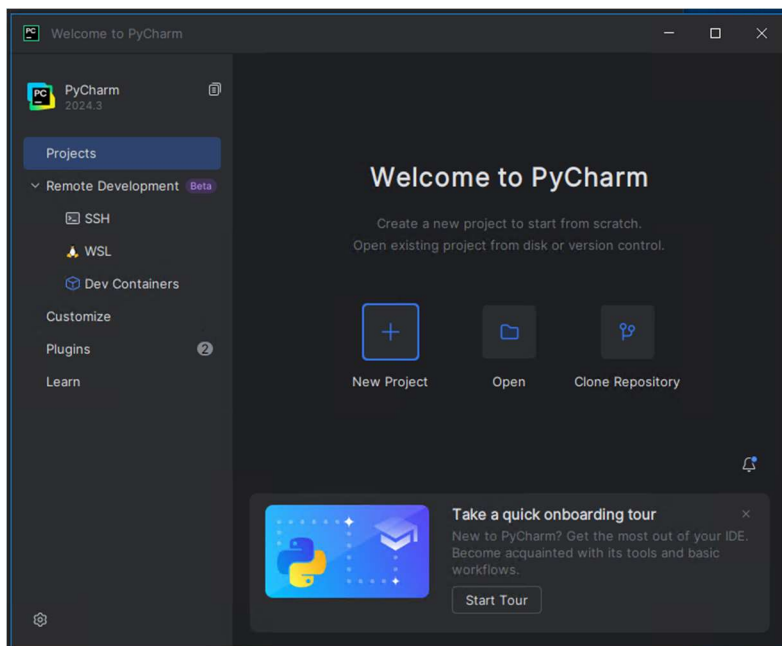 PC
Welcome to PyCharm
PC
PyCharm
2024.3
Projects
Remote Development Beta
SSH
WSL
Dev Containers
Customize
Plugins 2
Learn
Welcome to PyCharm
Create a new project to start from scratch.
Open existing project from disk or version control.
New Project Open Clone Repository
Take a quick onboarding tour
New to PyCharm? Get the most out of your IDE.
Become acquainted with its tools and basic
workflows.
Start Tour